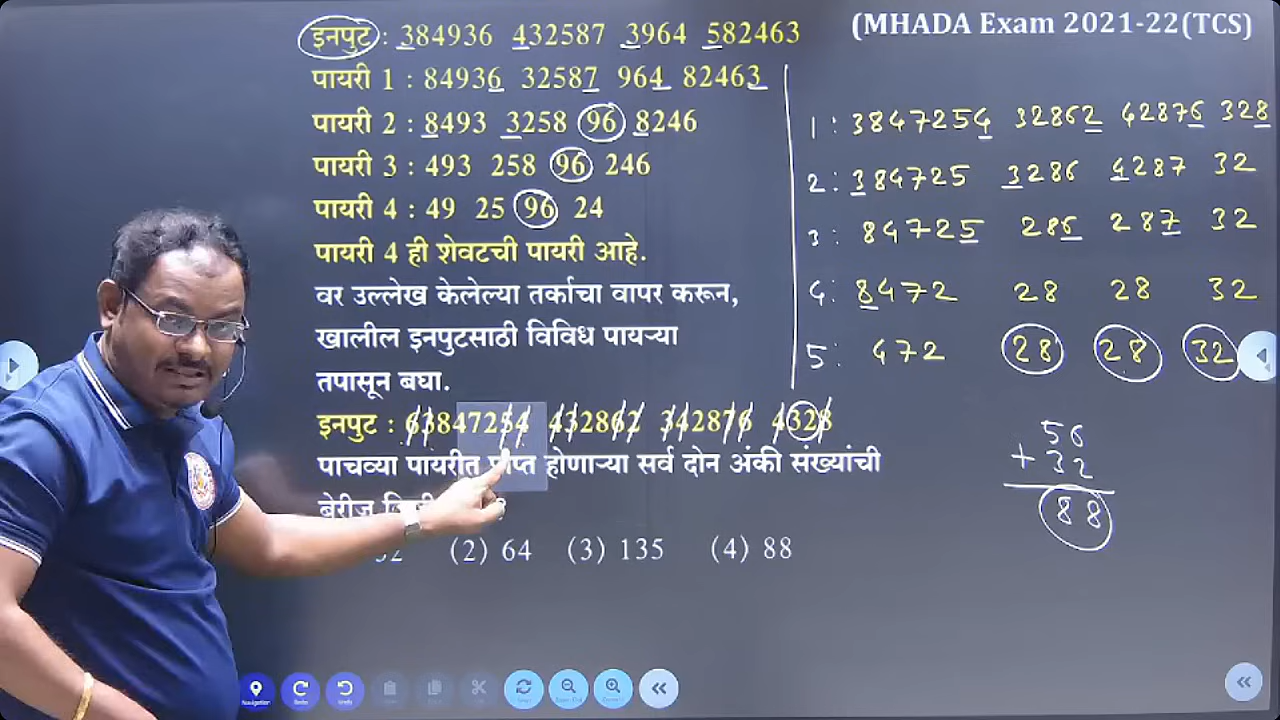 (MHADA Exam 2021-22(TCS)
इनपुट : 384936 432587 3964 582463
पायरी 1 : 84936 32587 964 82463
पायरी 2 : 8493 3258 96 8246
पायरी 3 : 493 258 96 246
पायरी 4 : 49 25 96 24
पायरी 4 ही शेवटची पायरी आहे.
वर उल्लेख केलेल्या तर्काचा वापर करून,
खालील इनपुटसाठी विविध पायऱ्या
तपासून बघा.
इनपुट : 63847254 432862 342876 4328
पाचव्या पायरीत प्राप्त होणाऱ्या सर्व दोन अंकी संख्यांची
बेरीज
(2) 64 (3) 135 (4) 88
1 : 3847254 32862 42876 328
2 : 384725 3286 4287 32
3 : 84725 286 287 32
4 : 8472 28 28 32
5 : 472 28 28 32
56
+ 32
88
Navigation